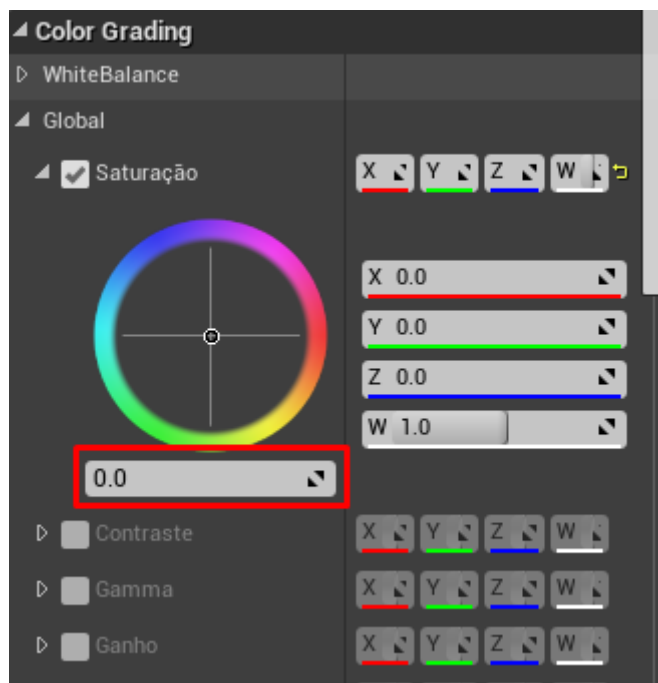 Color Grading
WhiteBalance
Global
Saturação X Y Z W
X 0.0
Y 0.0
Z 0.0
W 1.0
0.0
Contraste X Y Z W
Gamma X Y Z W
Ganho X Y Z W